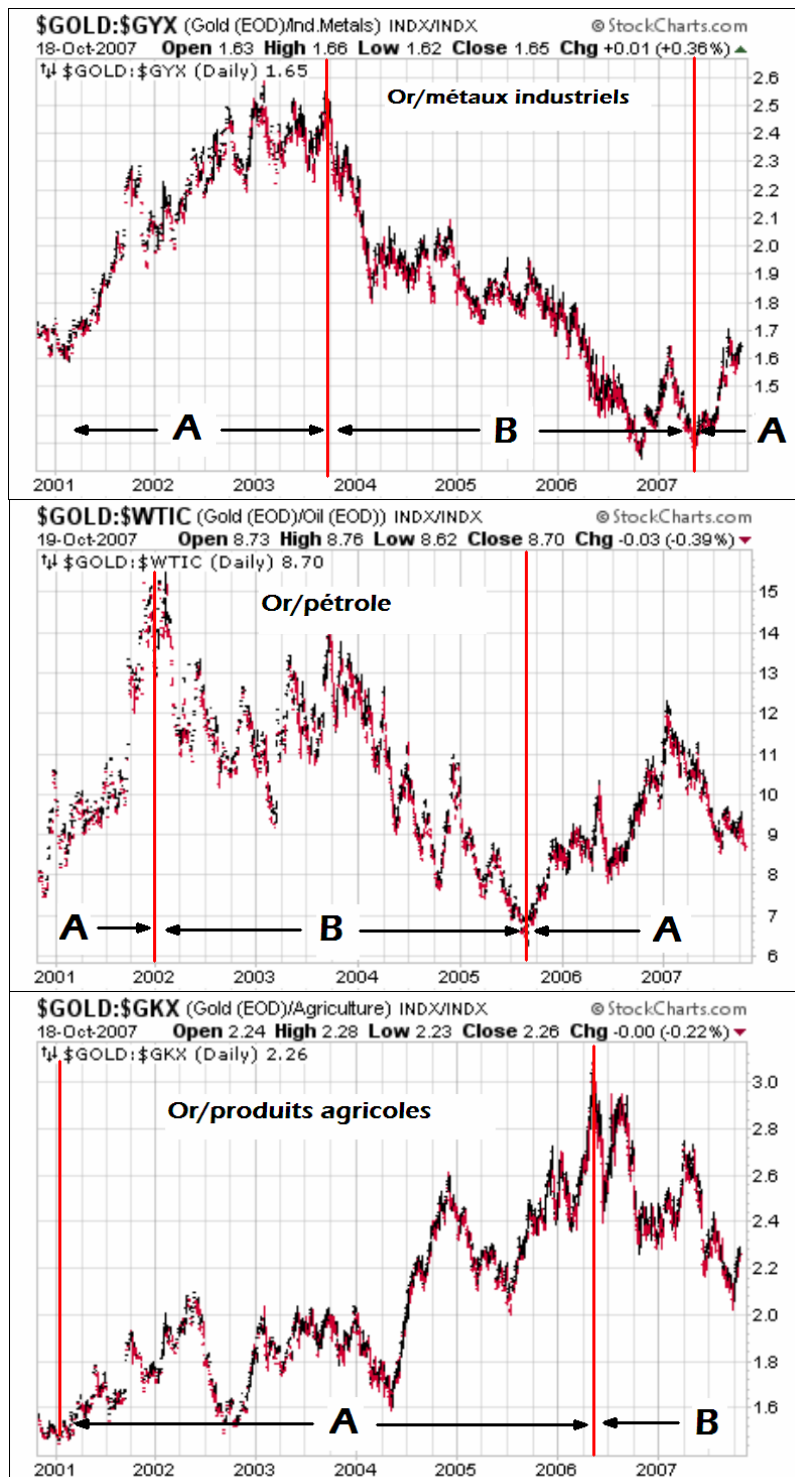 $GOLD:$GYX (Gold (EOD)/Ind.Metals) INDX/INDX © StockCharts.com
18-Oct-2007 Open 1.63 High 1.66 Low 1.62 Close 1.65 Chg +0.01 (+0.36%)
$GOLD:$GYX (Daily) 1.65
Or/métaux industriels
2.6
2.5
2.4
2.3
2.2
2.1
2.0
1.9
1.8
1.7
1.6
1.5
A B A
2001 2002 2003 2004 2005 2006 2007
$GOLD:$WTIC (Gold (EOD)/Oil (EOD)) INDX/INDX © StockCharts.com
19-Oct-2007 Open 8.73 High 8.76 Low 8.62 Close 8.70 Chg -0.03 (-0.39%)
$GOLD:$WTIC (Daily) 8.70
Or/pétrole
15
14
13
12
11
10
9
8
7
6
A B A
2001 2002 2003 2004 2005 2006 2007
$GOLD:$GKX (Gold (EOD)/Agriculture) INDX/INDX © StockCharts.com
18-Oct-2007 Open 2.24 High 2.28 Low 2.23 Close 2.26 Chg -0.00 (-0.22%)
$GOLD:$GKX (Daily) 2.26
Or/produits agricoles
3.0
2.8
2.6
2.4
2.2
2.0
1.8
1.6
A B
2001 2002 2003 2004 2005 2006 2007